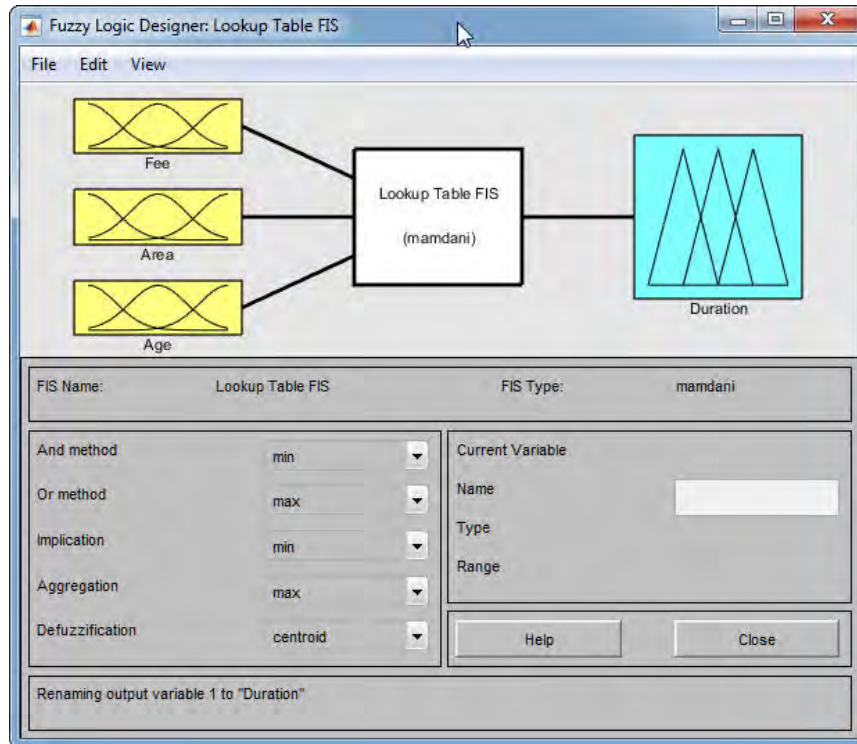 Fuzzy Logic Designer: Lookup Table FIS
File Edit View
Fee
Area
Age
Lookup Table FIS
(mamdani)
Duration
FIS Name: Lookup Table FIS FIS Type: mamdani
And method min
Or method max
Implication min
Aggregation max
Defuzzification centroid
Current Variable
Name
Type
Range
Help Close
Renaming output variable 1 to "Duration"